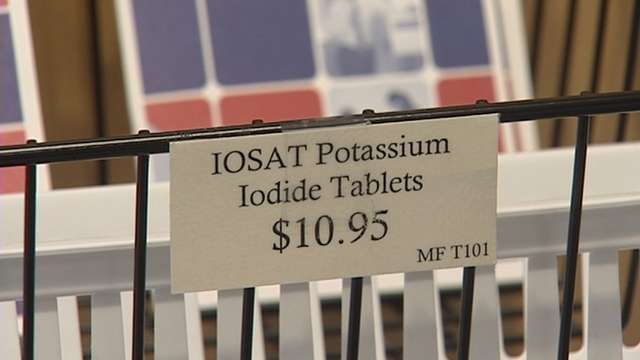 IOSAT Potassium
Iodide Tablets
$10.95
MF T101